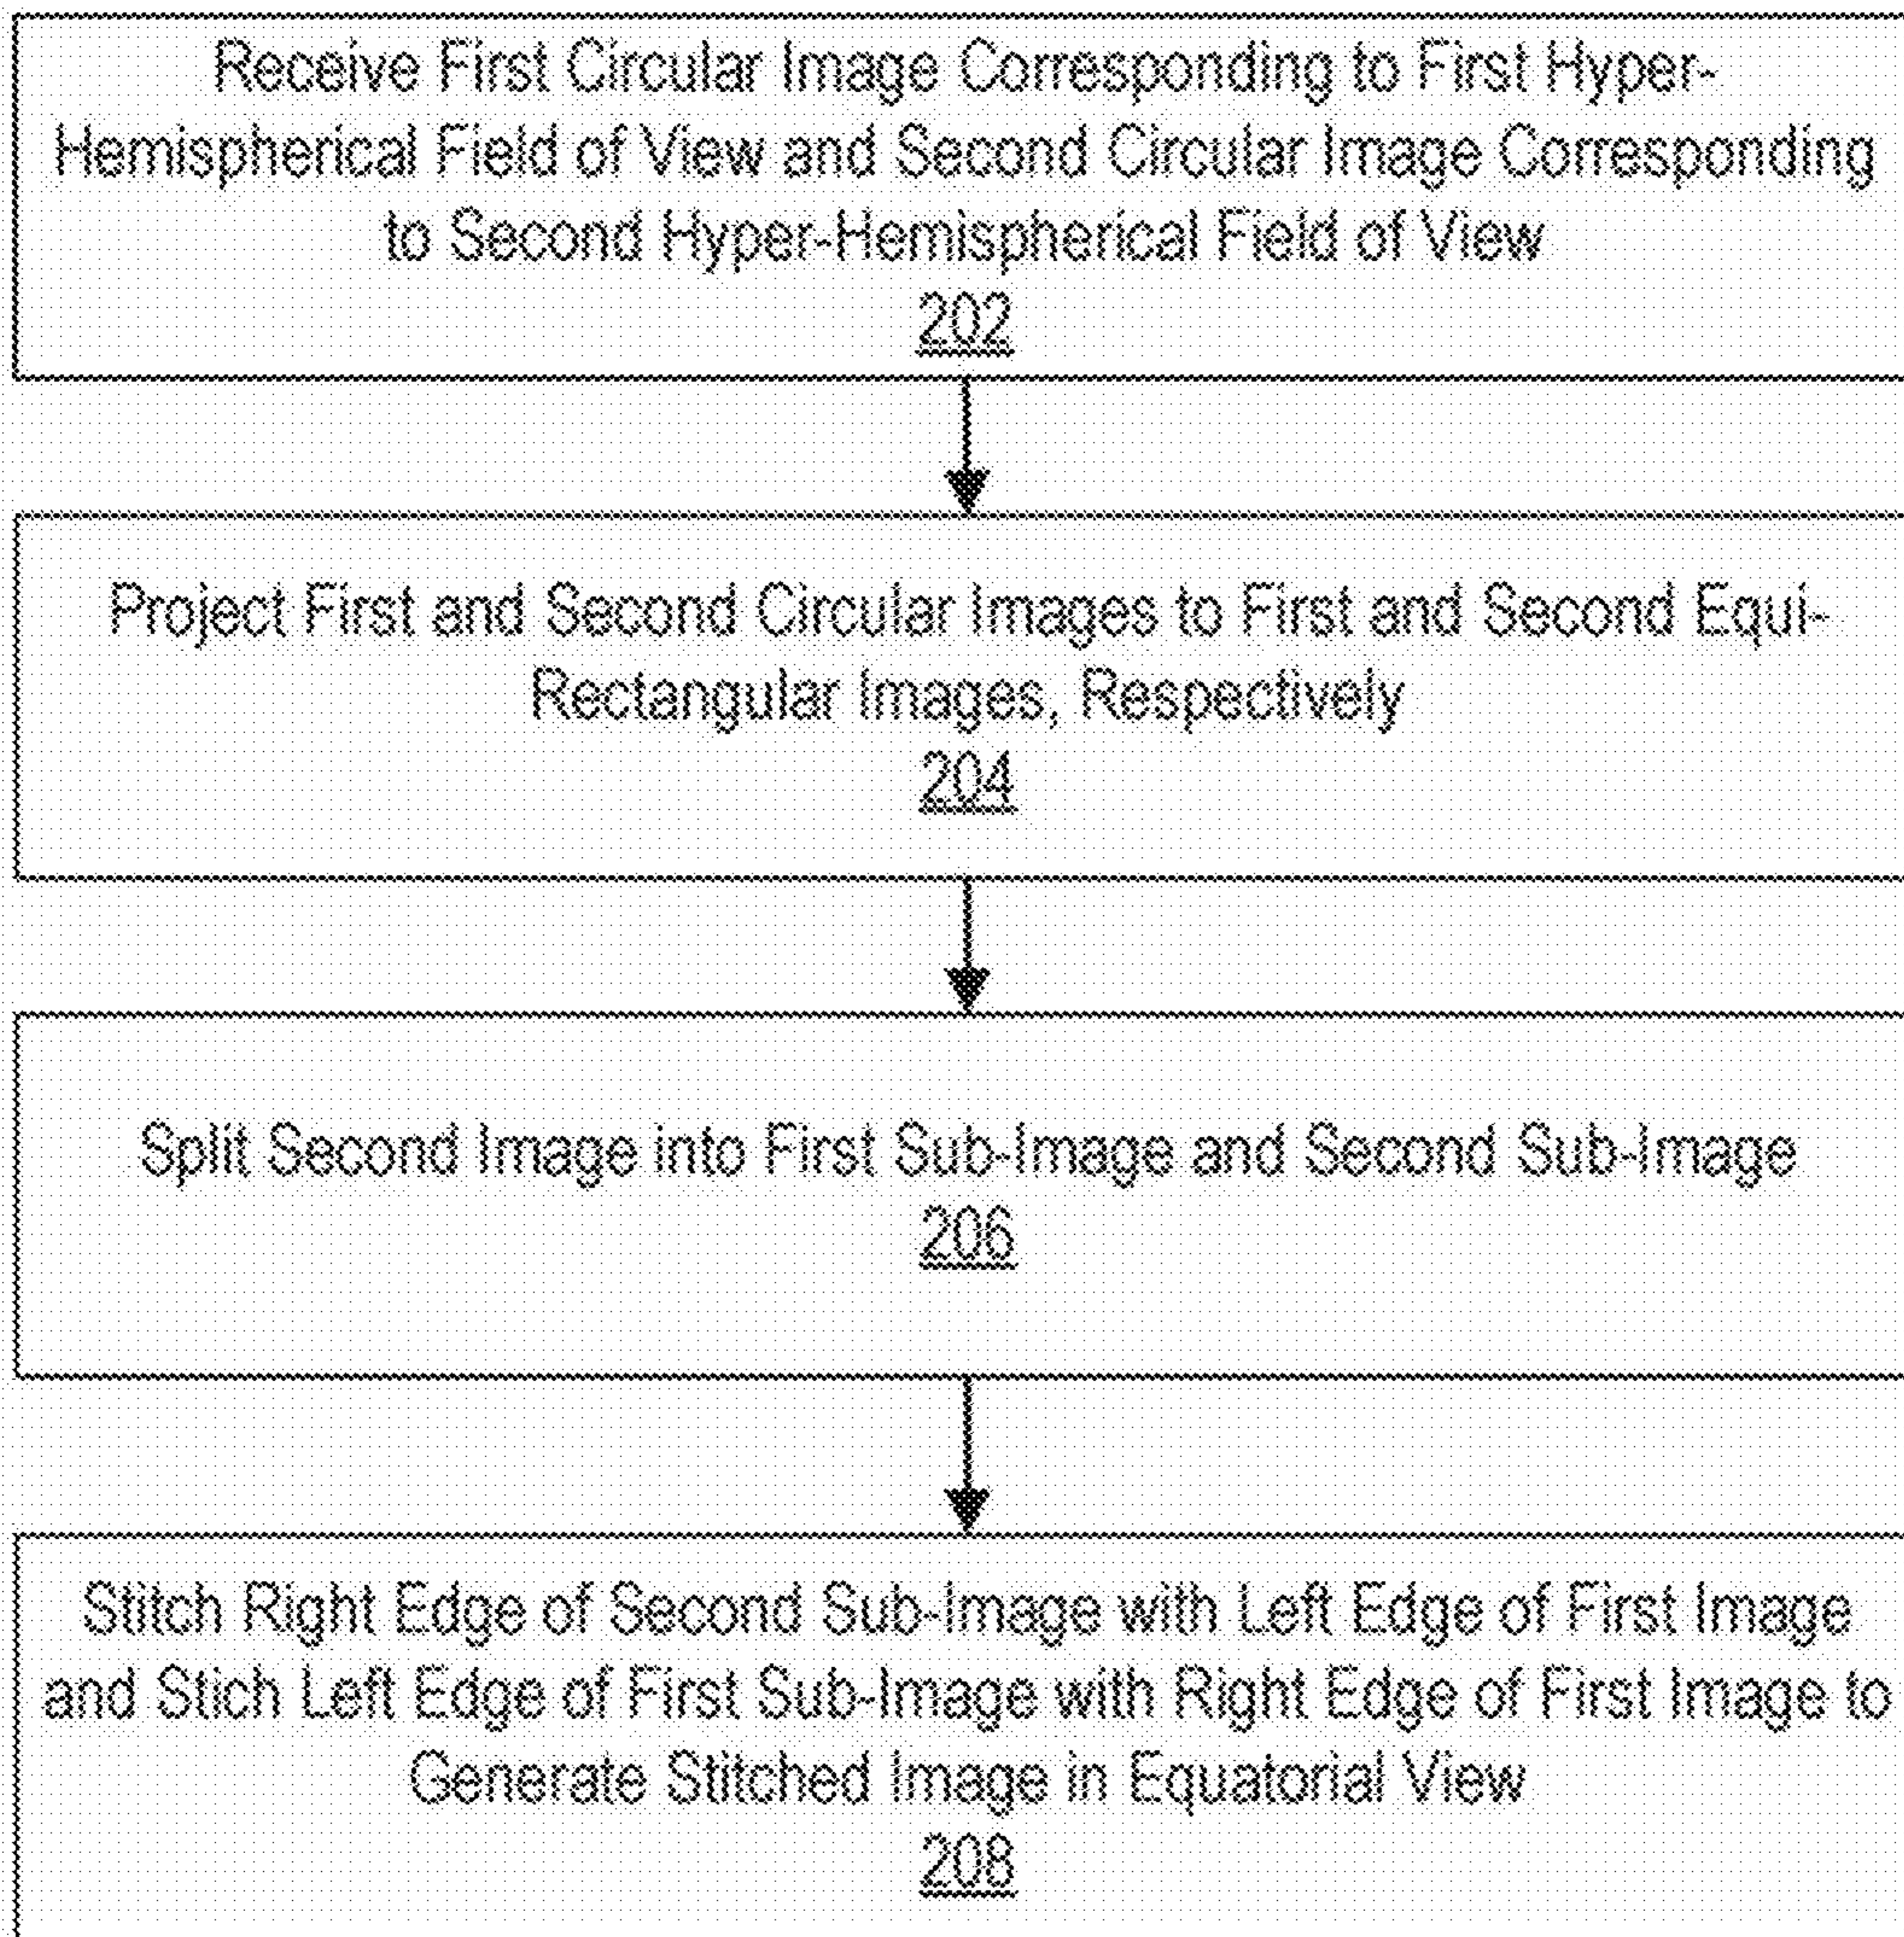 Receive First Circular Image Corresponding to First Hyper-
Hemispherical Field of View and Second Circular Image Corresponding
to Second Hyper-Hemispherical Field of View
202
Project First and Second Circular Images to First and Second Equi-
Rectangular Images, Respectively
204
Split Second Image into First Sub-Image and Second Sub-Image
206
Stitch Right Edge of Second Sub-Image with Left Edge of First Image
and Stich Left Edge of First Sub-Image with Right Edge of First Image to
Generate Stitched Image in Equatorial View
208